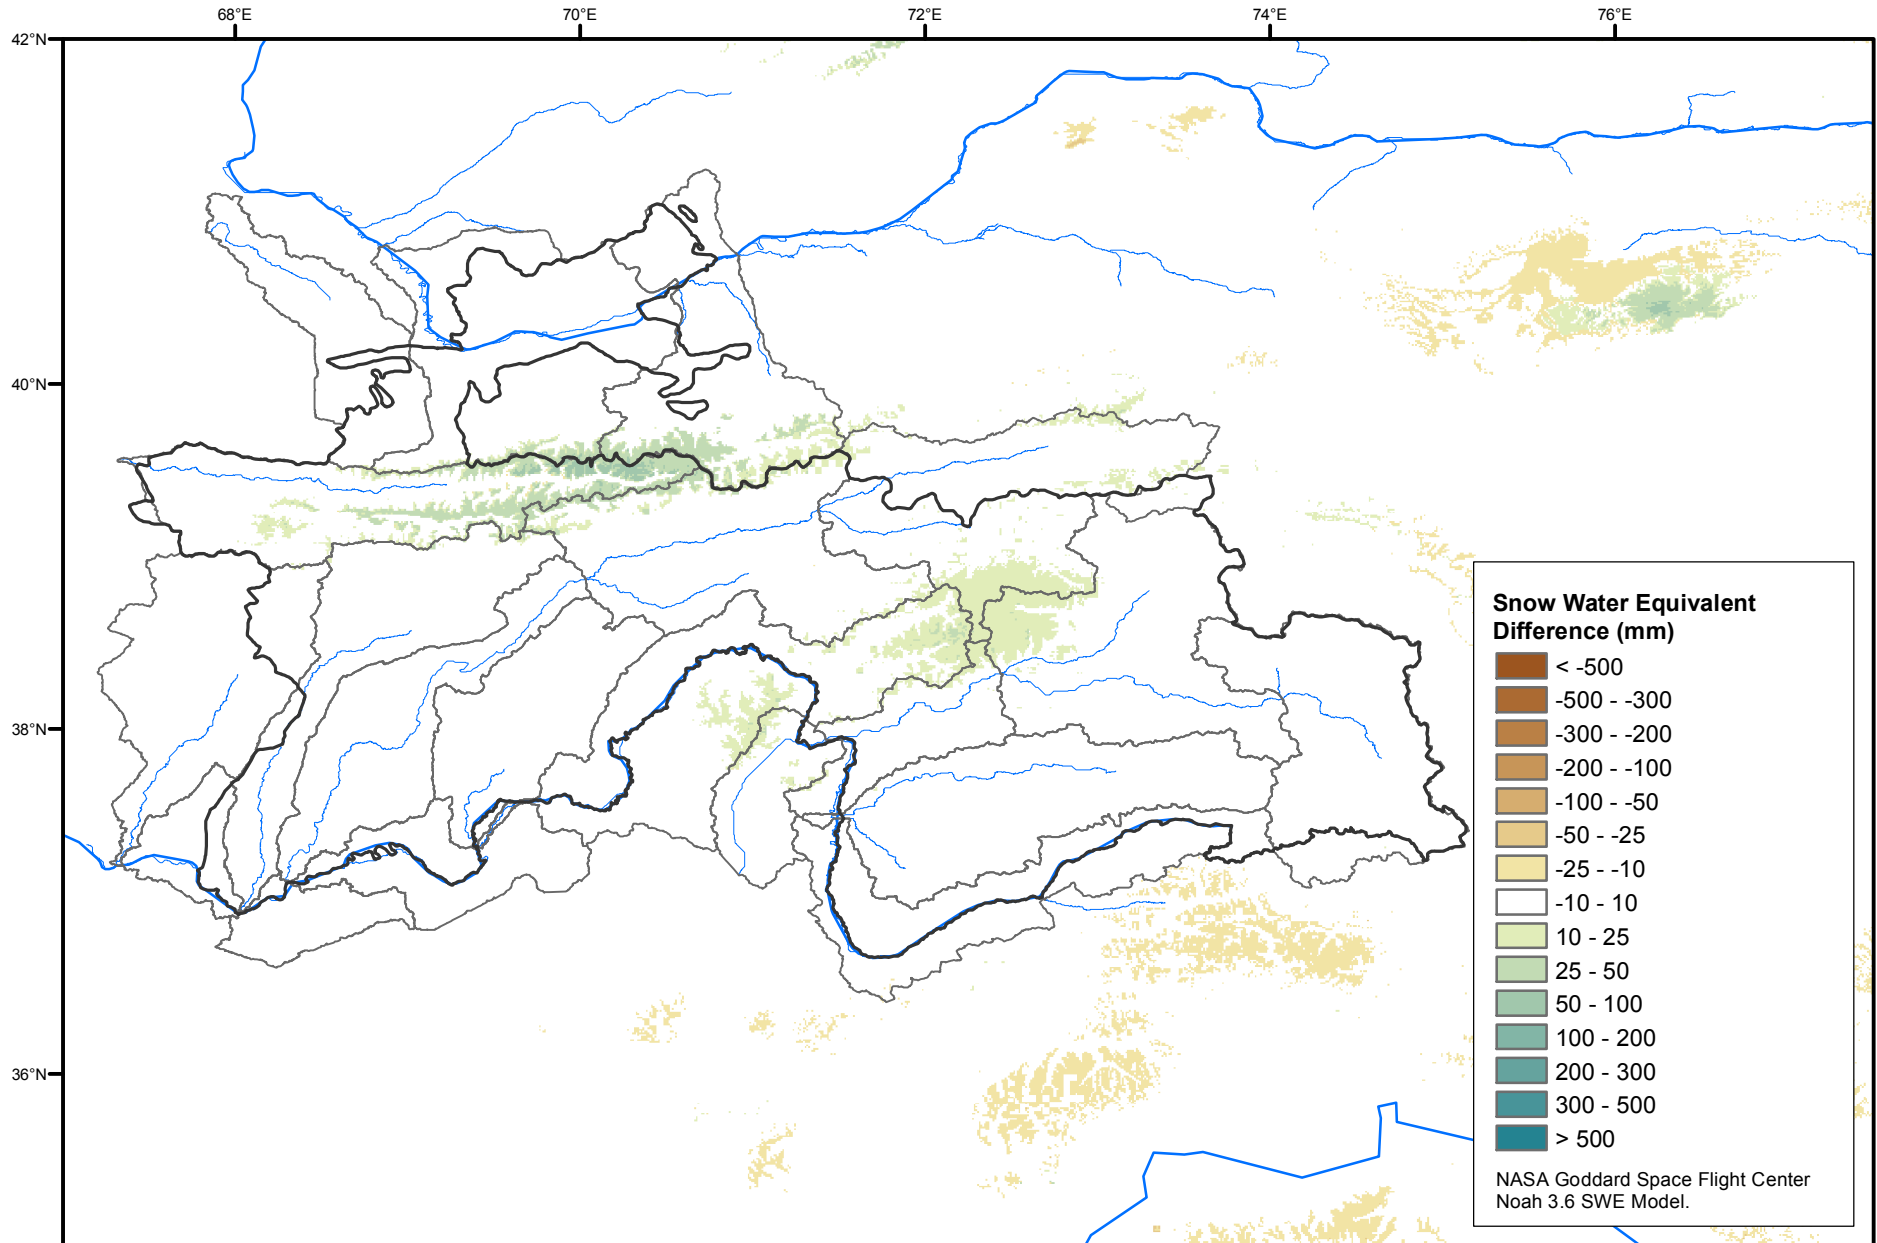 68°E
70°E
72°E
74°E
76°E
42°N
40°N
38°N
36°N
Snow Water Equivalent
Difference (mm)
< -500
-500 - -300
-300 - -200
-200 - -100
-100 - -50
-50 - -25
-25 - -10
-10 - 10
10 - 25
25 - 50
50 - 100
100 - 200
200 - 300
300 - 500
> 500
NASA Goddard Space Flight Center
Noah 3.6 SWE Model.